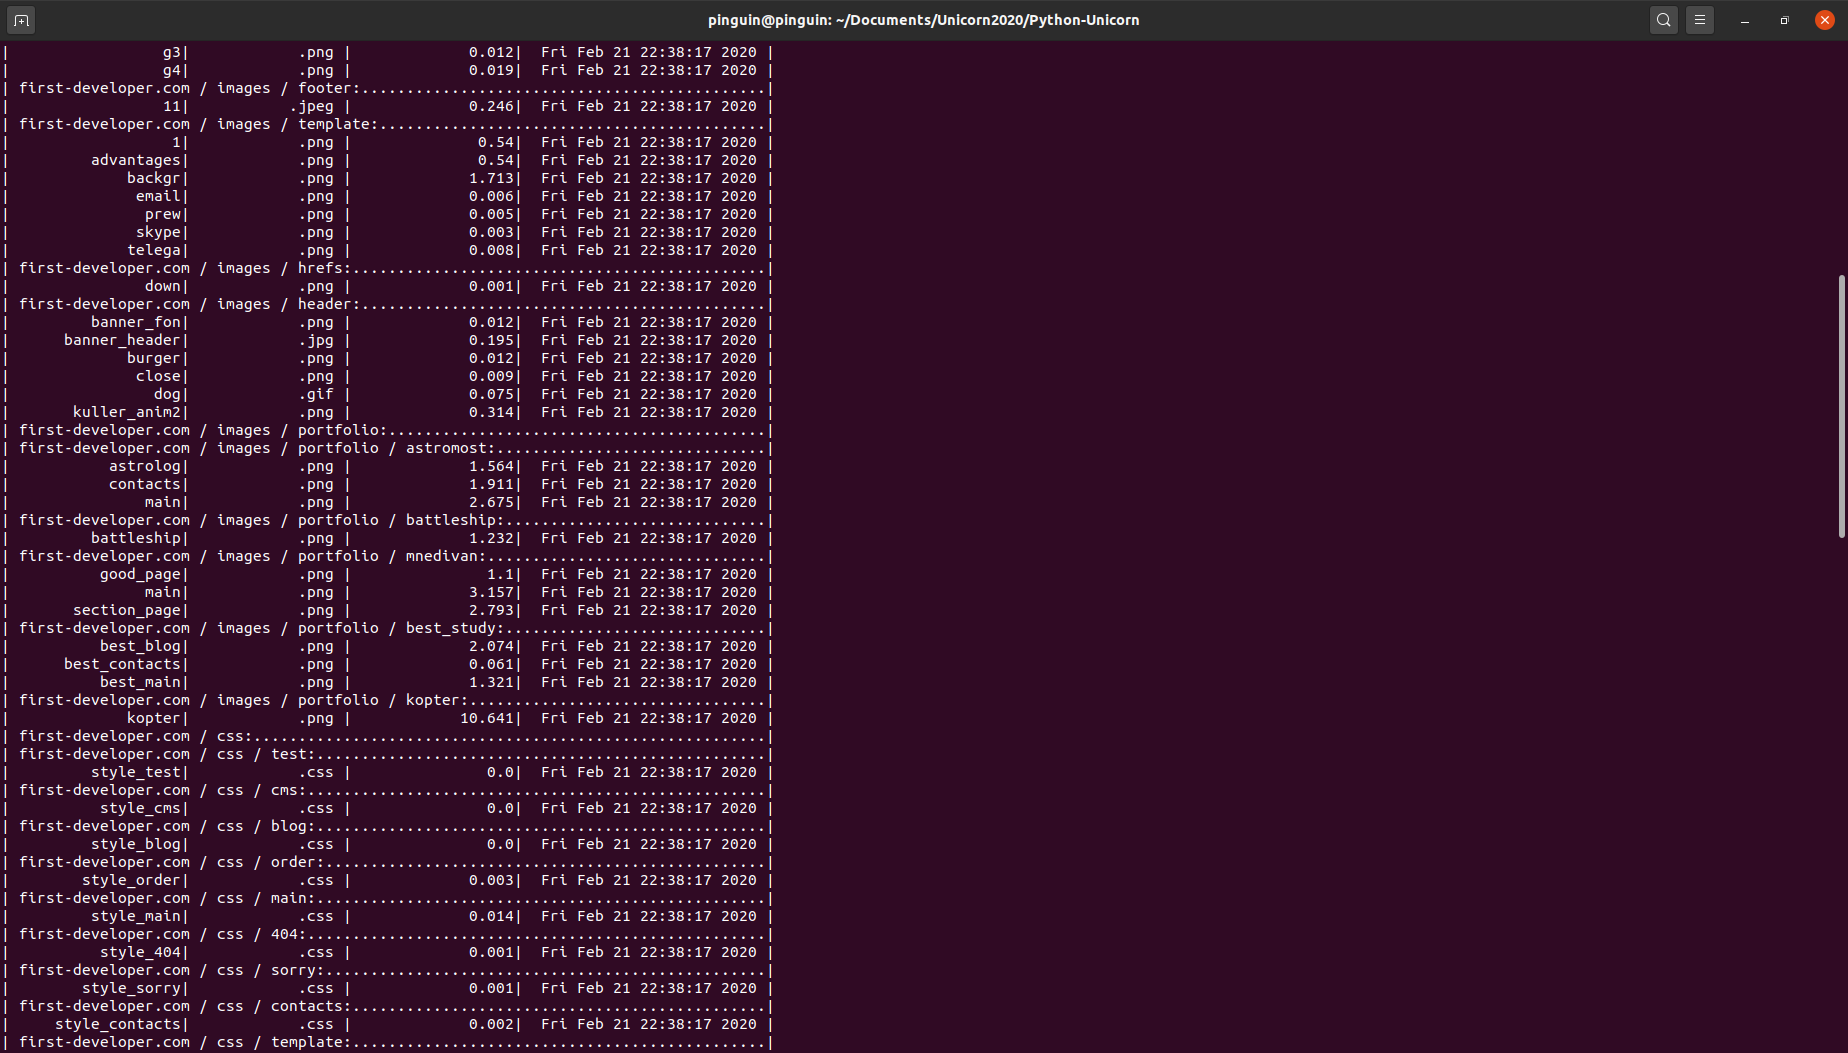 pinguin@pinguin: ~/Documents/Unicorn2020/Python-Unicorn
| g3| .png | 0.012| Fri Feb 21 22:38:17 2020 |
| g4| .png | 0.019| Fri Feb 21 22:38:17 2020 |
| first-developer.com / images / footer:.............................................|
| 11| .jpeg | 0.246| Fri Feb 21 22:38:17 2020 |
| first-developer.com / images / template:...........................................|
| 1| .png | 0.54| Fri Feb 21 22:38:17 2020 |
| advantages| .png | 0.54| Fri Feb 21 22:38:17 2020 |
| backgr| .png | 1.713| Fri Feb 21 22:38:17 2020 |
| email| .png | 0.006| Fri Feb 21 22:38:17 2020 |
| prew| .png | 0.005| Fri Feb 21 22:38:17 2020 |
| skype| .png | 0.003| Fri Feb 21 22:38:17 2020 |
| telega| .png | 0.008| Fri Feb 21 22:38:17 2020 |
| first-developer.com / images / hrefs:..............................................|
| down| .png | 0.001| Fri Feb 21 22:38:17 2020 |
| first-developer.com / images / header:.............................................|
| banner_fon| .png | 0.012| Fri Feb 21 22:38:17 2020 |
| banner_header| .jpg | 0.195| Fri Feb 21 22:38:17 2020 |
| burger| .png | 0.012| Fri Feb 21 22:38:17 2020 |
| close| .png | 0.009| Fri Feb 21 22:38:17 2020 |
| dog| .gif | 0.075| Fri Feb 21 22:38:17 2020 |
| kuller_anim2| .png | 0.314| Fri Feb 21 22:38:17 2020 |
| first-developer.com / images / portfolio:..........................................|
| first-developer.com / images / portfolio / astromost:..............................|
| astrolog| .png | 1.564| Fri Feb 21 22:38:17 2020 |
| contacts| .png | 1.911| Fri Feb 21 22:38:17 2020 |
| main| .png | 2.675| Fri Feb 21 22:38:17 2020 |
| first-developer.com / images / portfolio / battleship:.............................|
| battleship| .png | 1.232| Fri Feb 21 22:38:17 2020 |
| first-developer.com / images / portfolio / mnedivan:...............................|
| good_page| .png | 1.1| Fri Feb 21 22:38:17 2020 |
| main| .png | 3.157| Fri Feb 21 22:38:17 2020 |
| section_page| .png | 2.793| Fri Feb 21 22:38:17 2020 |
| first-developer.com / images / portfolio / best_study:.............................|
| best_blog| .png | 2.074| Fri Feb 21 22:38:17 2020 |
| best_contacts| .png | 0.061| Fri Feb 21 22:38:17 2020 |
| best_main| .png | 1.321| Fri Feb 21 22:38:17 2020 |
| first-developer.com / images / portfolio / kopter:.................................|
| kopter| .png | 10.641| Fri Feb 21 22:38:17 2020 |
| first-developer.com / css:.........................................................|
| first-developer.com / css / test:..................................................|
| style_test| .css | 0.0| Fri Feb 21 22:38:17 2020 |
| first-developer.com / css / cms:...................................................|
| style_cms| .css | 0.0| Fri Feb 21 22:38:17 2020 |
| first-developer.com / css / blog:..................................................|
| style_blog| .css | 0.0| Fri Feb 21 22:38:17 2020 |
| first-developer.com / css / order:.................................................|
| style_order| .css | 0.003| Fri Feb 21 22:38:17 2020 |
| first-developer.com / css / main:..................................................|
| style_main| .css | 0.014| Fri Feb 21 22:38:17 2020 |
| first-developer.com / css / 404:...................................................|
| style_404| .css | 0.001| Fri Feb 21 22:38:17 2020 |
| first-developer.com / css / sorry:.................................................|
| style_sorry| .css | 0.001| Fri Feb 21 22:38:17 2020 |
| first-developer.com / css / contacts:..............................................|
| style_contacts| .css | 0.002| Fri Feb 21 22:38:17 2020 |
| first-developer.com / css / template:..............................................|